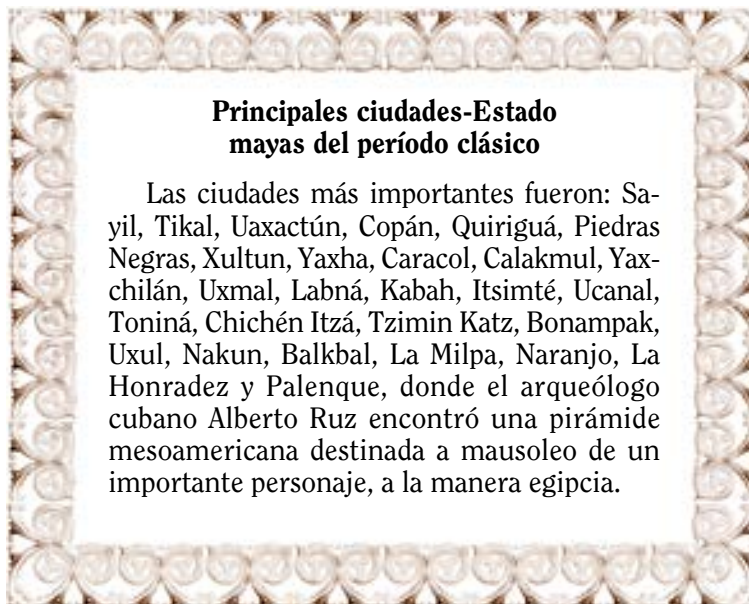 Principales ciudades-Estado
mayas del período clásico
Las ciudades más importantes fueron: Sa-
yil, Tikal, Uaxactún, Copán, Quiriguá, Piedras
Negras, Xultun, Yaxha, Caracol, Calakmul, Yax-
chilán, Uxmal, Labná, Kabah, Itsimté, Ucanal,
Toniná, Chichén Itzá, Tzimin Katz, Bonampak,
Uxul, Nakun, Balkbal, La Milpa, Naranjo, La
Honradez y Palenque, donde el arqueólogo
cubano Alberto Ruz encontró una pirámide
mesoamericana destinada a mausoleo de un
importante personaje, a la manera egipcia.